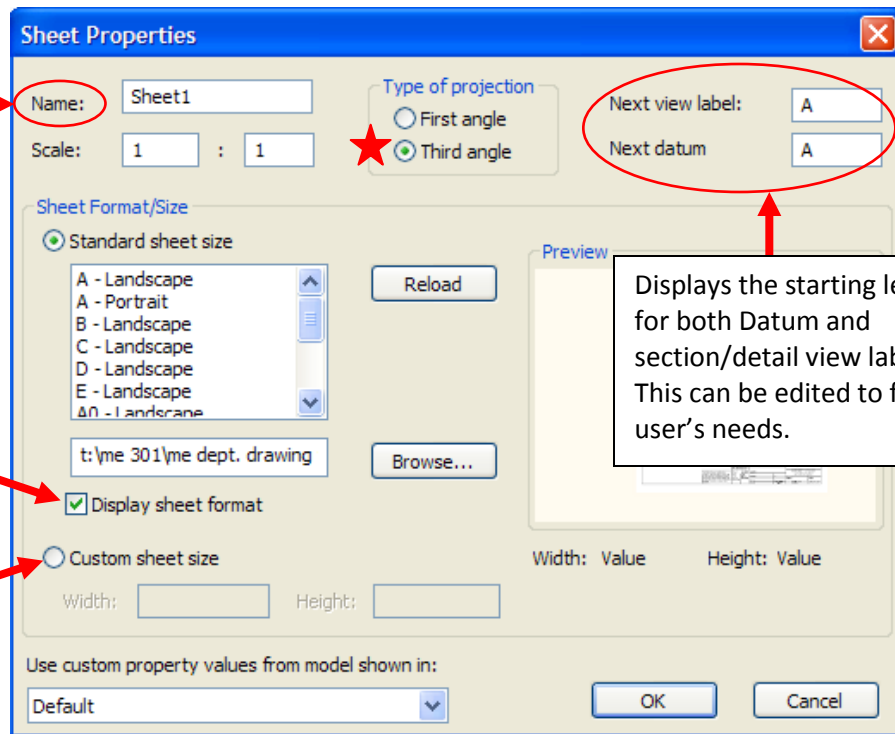 Sheet Properties
Name: Sheet1
Type of projection
First angle
Third angle
Next view label: A
Scale: 1 : 1
Next datum A
Sheet Format/Size
Standard sheet size
A - Landscape
A - Portrait
B - Landscape
C - Landscape
D - Landscape
E - Landscape
A0 - Landscape
Reload
t:\me 301\me dept. drawing
Browse...
Display sheet format
Custom sheet size
Width: Height:
Preview
Displays the starting
for both Datum and
section/detail view
This can be edited to
user's needs.
Width: Value Height: Value
Use custom property values from model shown in:
Default
OK
Cancel